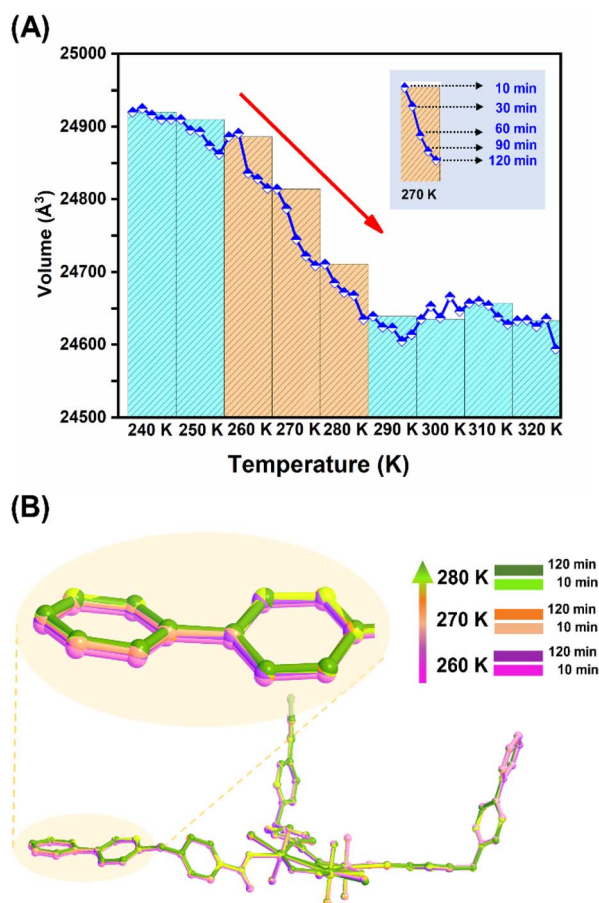 (A)
25000
24900
24800
24700
24600
24500
Volume (Å³)
10 min
30 min
60 min
90 min
120 min
270 K
240 K 250 K 260 K 270 K 280 K 290 K 300 K 310 K 320 K
Temperature (K)
(B)
280 K
120 min
10 min
270 K
120 min
10 min
260 K
120 min
10 min